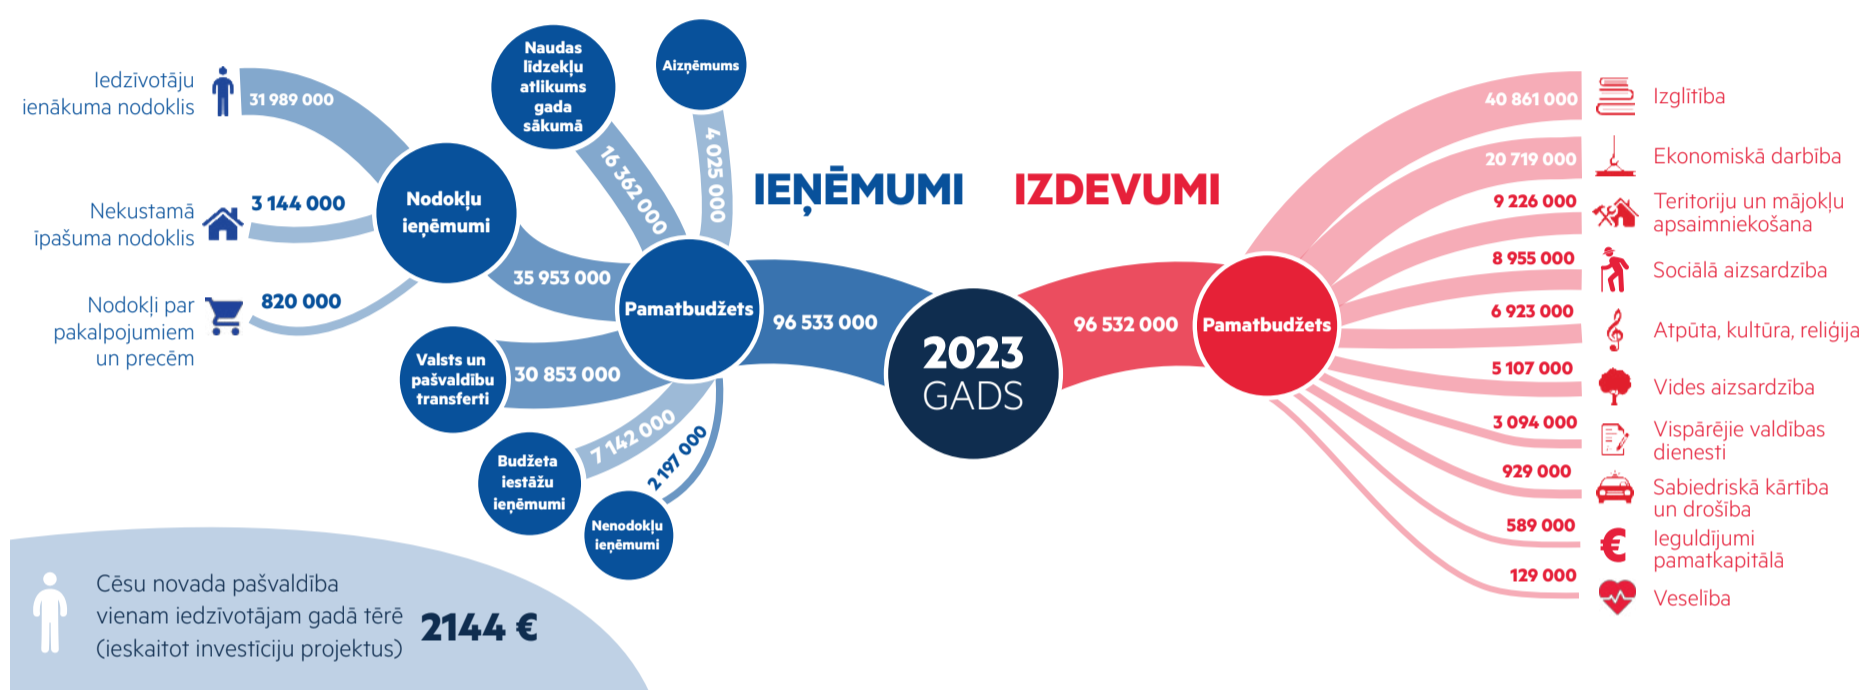 Iedzīvotāju
ienākuma nodoklis
31 989 000
Nekustamā
īpašuma nodoklis
3 144 000
Nodokļi par
pakalpojumiem
un precēm
820 000
Nodokļu
ieņēmumi
35 953 000
Naudas
līdzekļu
atlikums
gada
sākumā
16 362 000
Aizņēmums
4 025 000
Valsts un
pašvaldību
transferti
30 853 000
Budžeta
iestāžu
ieņēmumi
7 142 000
Nenodokļu
ieņēmumi
2 197 000
Pamatbudžets
IEŅĒMUMI
96 533 000
2023
GADS
IZDEVUMI
96 532 000
Pamatbudžets
40 861 000
Izglītība
20 719 000
Ekonomiskā darbība
9 226 000
Teritoriju un mājokļu
apsaimniekošana
8 955 000
Sociālā aizsardzība
6 923 000
Atpūta, kultūra, reliģija
5 107 000
Vides aizsardzība
3 094 000
Vispārējie valdības
dienesti
929 000
Sabiedriskā kārtība
un drošība
589 000
Ieguldījumi
pamatkapitālā
129 000
Veselība
Cēsu novada pašvaldība
vienam iedzīvotājam gadā tērē
(ieskaitot investīciju projektus)
2144 €